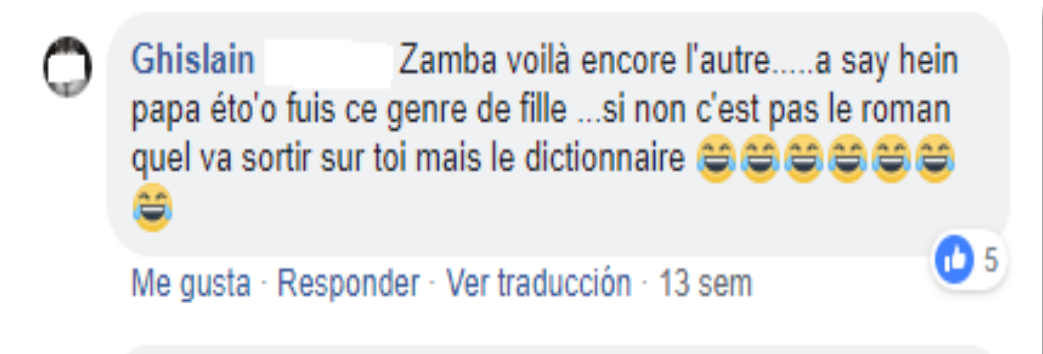 Ghislain Zamba voilà encore l'autre.....a say hein
papa éto'o fuis ce genre de fille ...si non c'est pas le roman
quel va sortir sur toi mais le dictionnaire 😂😂😂😂😂😂
😂
5
Me gusta · Responder · Ver traducción · 13 sem